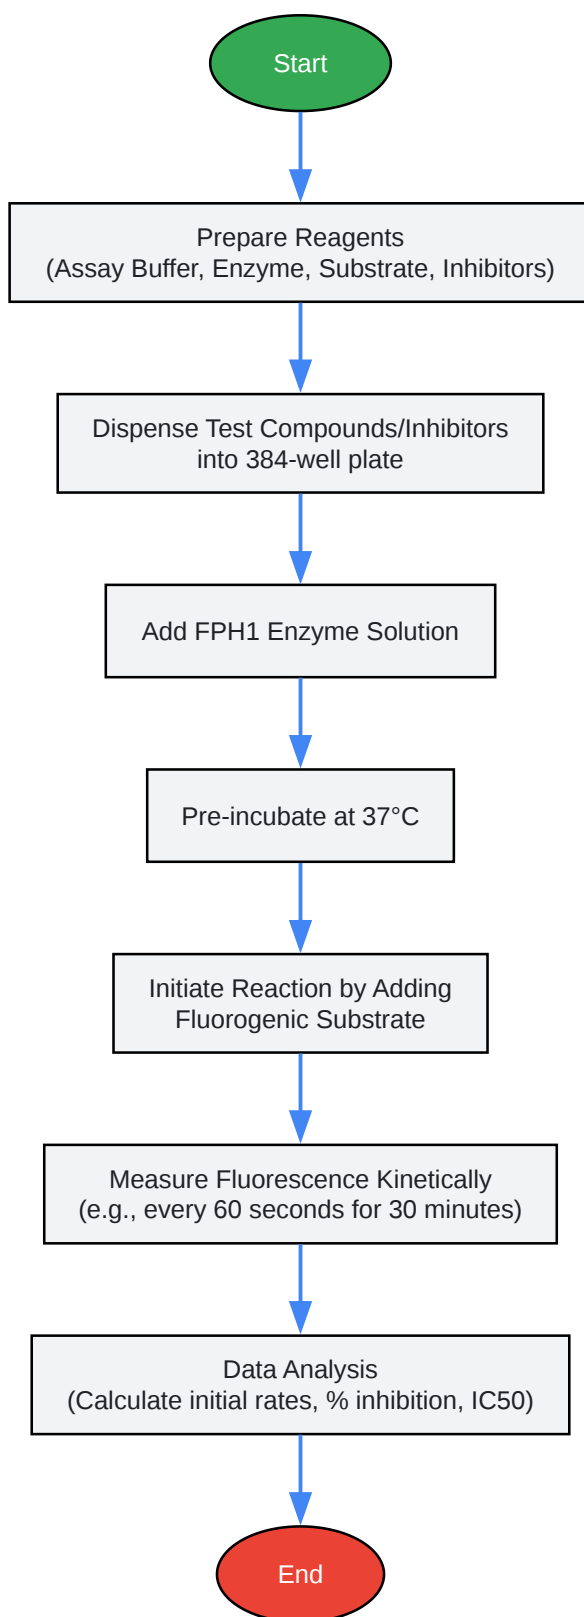 Start
Prepare Reagents
(Assay Buffer, Enzyme, Substrate, Inhibitors)
Dispense Test Compounds/Inhibitors
into 384-well plate
Add FPH1 Enzyme Solution
Pre-incubate at 37°C
Initiate Reaction by Adding
Fluorogenic Substrate
Measure Fluorescence Kinetically
(e.g., every 60 seconds for 30 minutes)
Data Analysis
(Calculate initial rates, % inhibition, IC50)
End